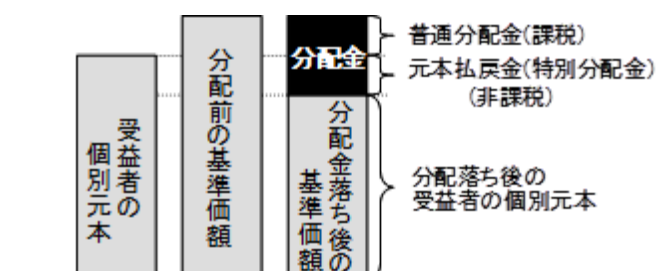 受益者の
個別元本
分配前の基準価額
分配金
分配金落ち後の
基準価額
普通分配金(課税)
元本払戻金(特別分配金)
(非課税)
分配落ち後の
受益者の個別元本